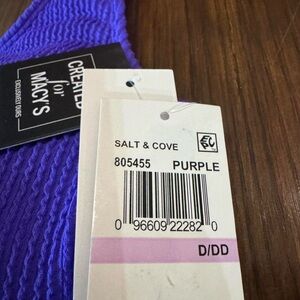 CREATED
for
MACY'S
EXCLUSIVELY OURS
SALT & COVE
805455 PURPLE
0 96609 22282 0
D/DD